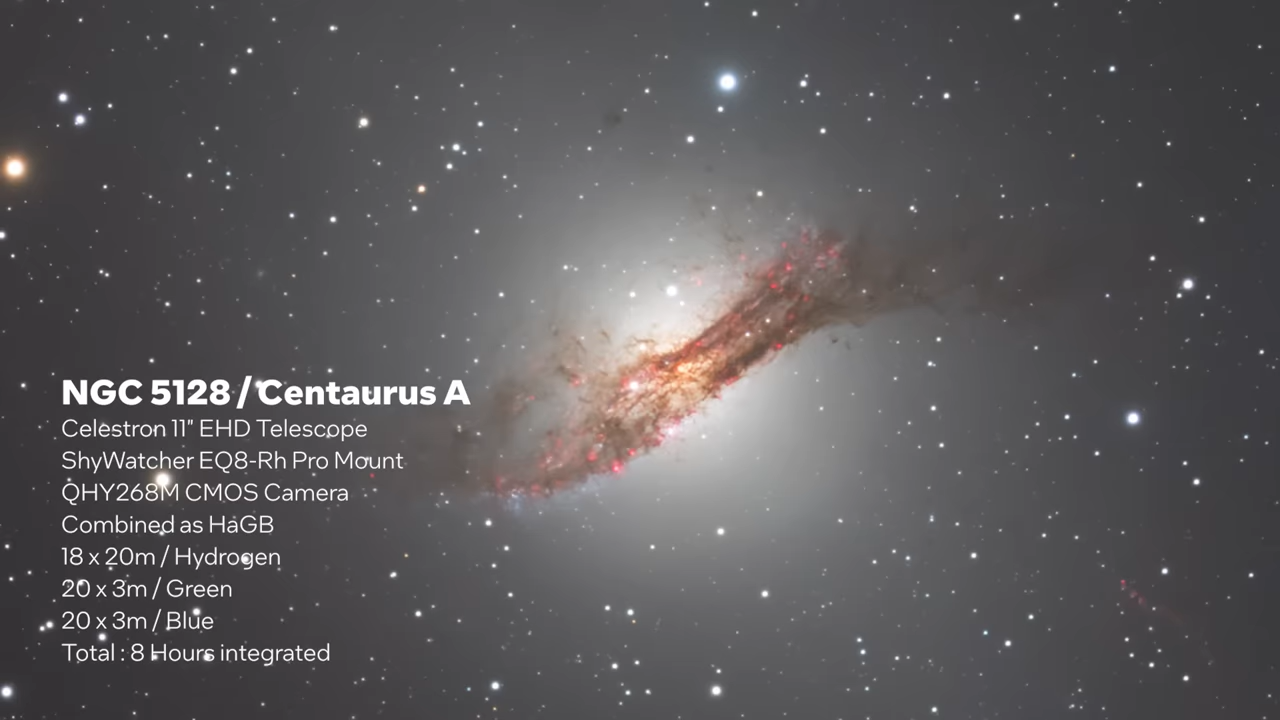 NGC 5128 / Centaurus A
Celestron 11" EHD Telescope
ShyWatcher EQ8-Rh Pro Mount
QHY268M CMOS Camera
Combined as HaGB
18 x 20m / Hydrogen
20 x 3m / Green
20 x 3m / Blue
Total : 8 Hours integrated